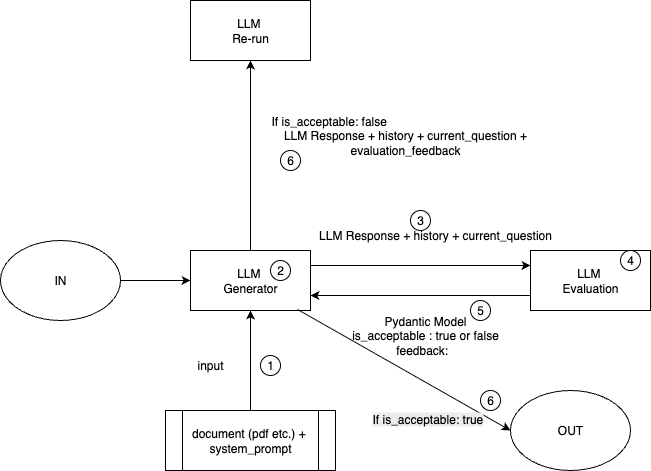 LLM
Re-run
If is_acceptable: false
LLM Response + history + current_question +
evaluation_feedback
6
3
LLM Response + history + current_question
IN
LLM
Generator
2
LLM
Evaluation
4
5
Pydantic Model
is_acceptable : true or false
feedback:
input
1
6
If is_acceptable: true
document (pdf etc.) +
system_prompt
OUT